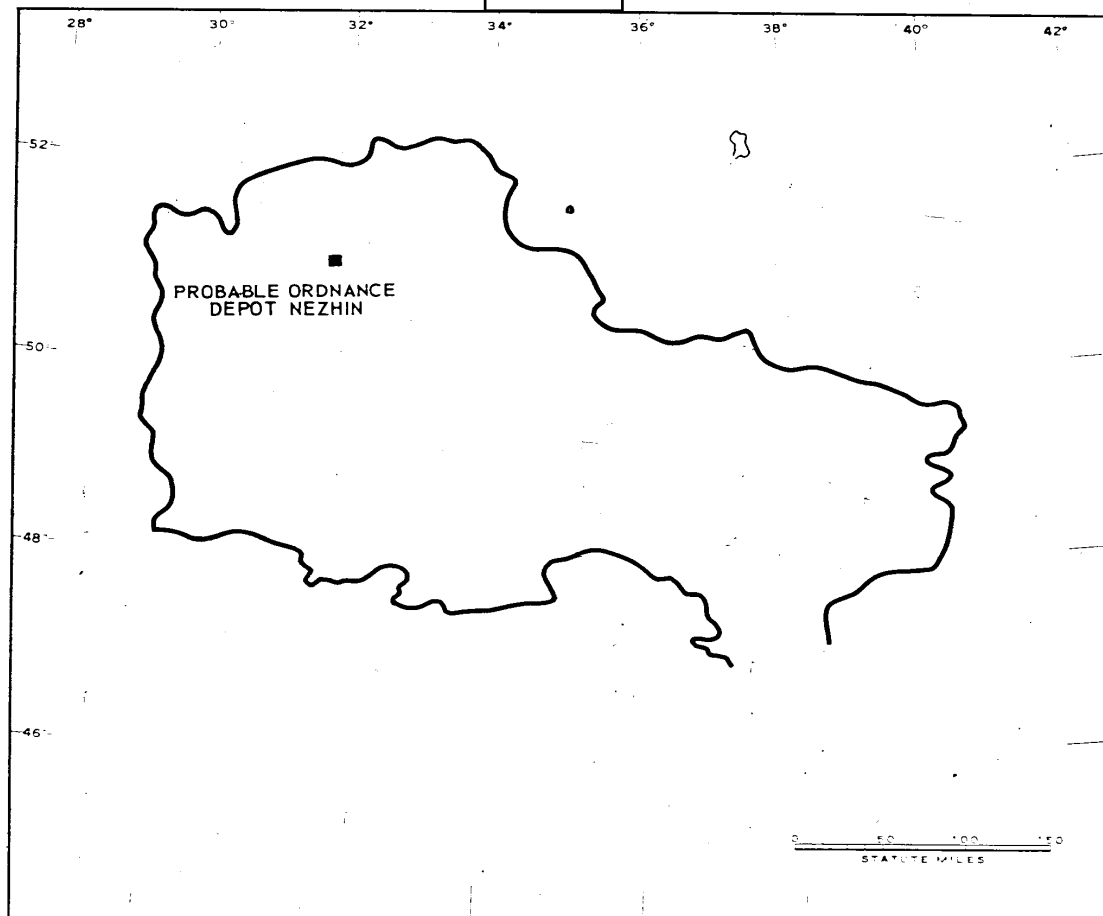 28° 30° 32° 34° 36° 38° 40° 42°
52°
PROBABLE ORDNANCE
DEPOT NEZHIN
50°
48°
46°
0 50 100 150
STATUTE MILES